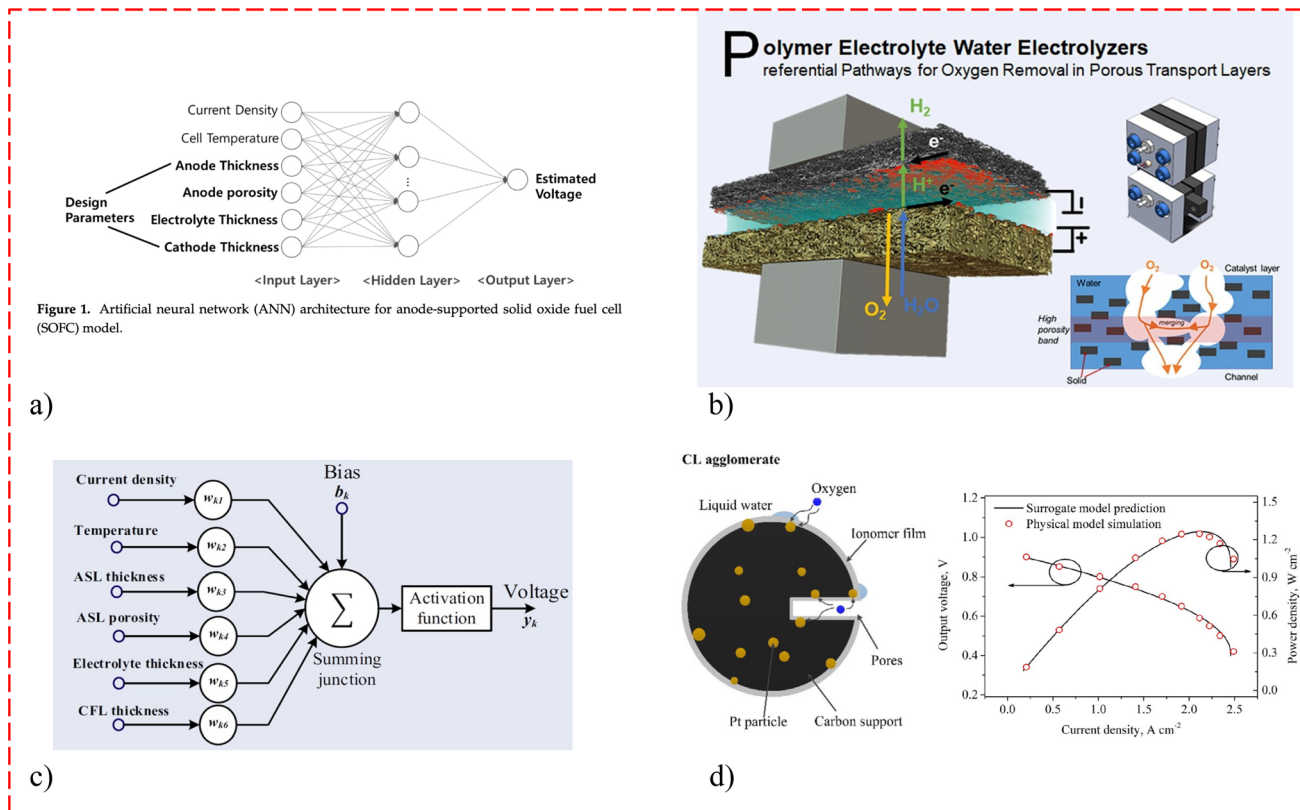 Current Density
Cell Temperature
Anode Thickness
Anode porosity
Electrolyte Thickness
Cathode Thickness
Design
Parameters
Estimated
Voltage
<Input Layer> <Hidden Layer> <Output Layer>
Figure 1. Artificial neural network (ANN) architecture for anode-supported solid oxide fuel cell
(SOFC) model.
a)
Polymer Electrolyte Water Electrolyzers
Preferential Pathways for Oxygen Removal in Porous Transport Layers
H2
e-
H+
e-
O2
H2O
I
+
O2
O2
Catalyst layer
Water
High
porosity
band
merging
Solid
Channel
b)
Current density
wk1
Temperature
wk2
ASL thickness
wk3
ASL porosity
wk4
Electrolyte thickness
wk5
CFL thickness
wk6
Bias
bk
Σ
Summing
junction
Activation
function
Voltage
yk
c)
CL agglomerate
Liquid water
Oxygen
Ionomer film
Pores
Pt particle
Carbon support
Surrogate model prediction
Physical model simulation
Output voltage, V
1.2
1.0
0.8
0.6
0.4
0.2
0.0 0.5 1.0 1.5 2.0 2.5
Current density, A cm-2
1.5
1.2
0.9
0.6
0.3
0.0
Power density, W cm-2
d)